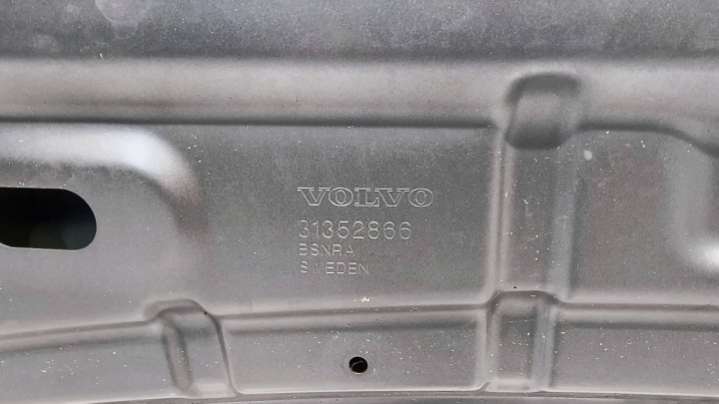 VOLVO
31352866
BSNRA
SWEDEN